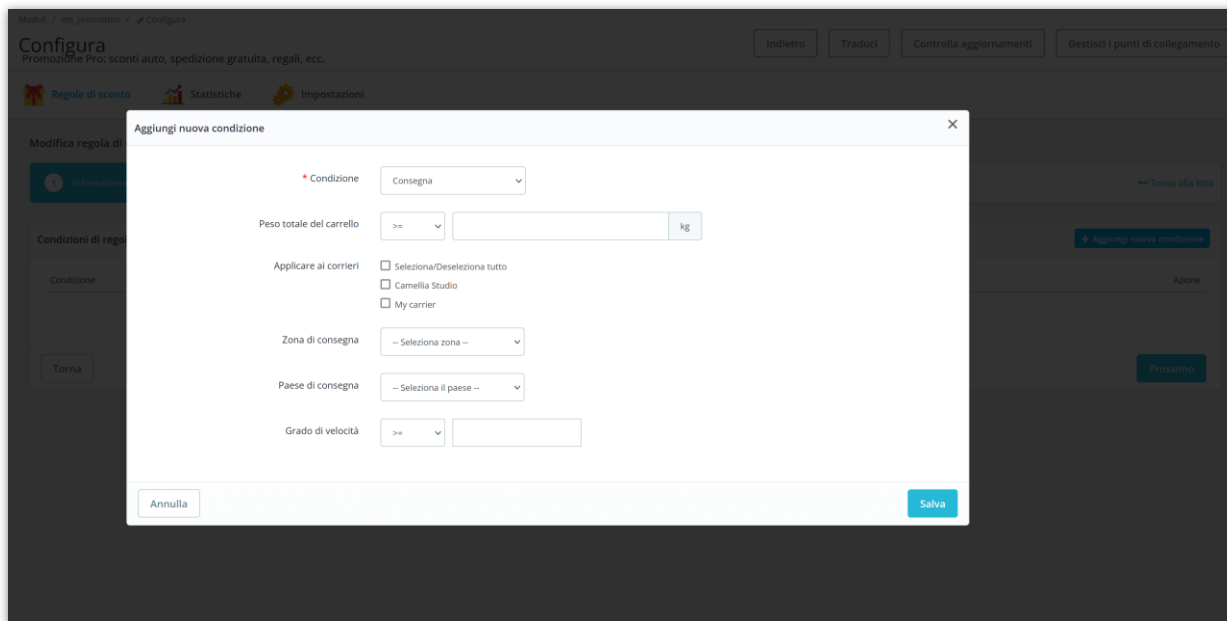 Moduli / ets_promotion / Configura
Configura
Promozione Pro: sconti auto, spedizione gratuita, regali, ecc.
Indietro
Traduci
Controlla aggiornamenti
Gestisci i punti di collegamento
Regole di sconto
Statistiche
Impostazioni
Aggiungi nuova condizione
×
Modifica regola di
1
← Torna alla lista
* Condizione
Consegna
Peso totale del carrello
>=
kg
Condizioni di regol
+ Aggiungi nuova condizione
Condizione
Azione
Applicare ai corrieri
Seleziona/Deseleziona tutto
Camellia Studio
My carrier
Zona di consegna
-- Seleziona zona --
Torna
Prossimo
Paese di consegna
-- Seleziona il paese --
Grado di velocità
>=
Annulla
Salva